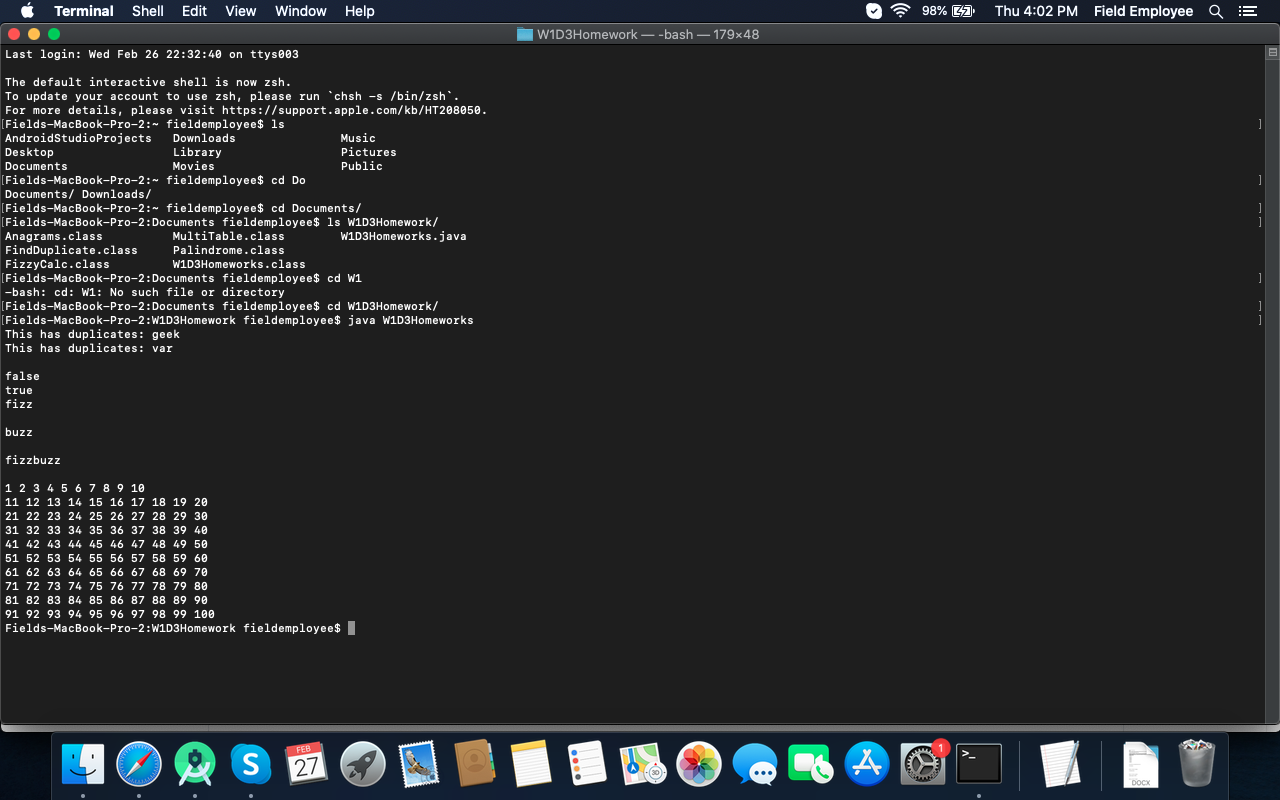 Terminal Shell Edit View Window Help 98% Thu 4:02 PM Field Employee
W1D3Homework — -bash — 179×48
Last login: Wed Feb 26 22:32:40 on ttys003
The default interactive shell is now zsh.
To update your account to use zsh, please run `chsh -s /bin/zsh`.
For more details, please visit https://support.apple.com/kb/HT208050.
[Fields-MacBook-Pro-2:~ fieldemployee$ ls ]
AndroidStudioProjects Downloads Music
Desktop Library Pictures
Documents Movies Public
[Fields-MacBook-Pro-2:~ fieldemployee$ cd Do ]
Documents/ Downloads/
[Fields-MacBook-Pro-2:~ fieldemployee$ cd Documents/ ]
[Fields-MacBook-Pro-2:Documents fieldemployee$ ls W1D3Homework/ ]
Anagrams.class MultiTable.class W1D3Homeworks.java
FindDuplicate.class Palindrome.class
FizzyCalc.class W1D3Homeworks.class
[Fields-MacBook-Pro-2:Documents fieldemployee$ cd W1 ]
-bash: cd: W1: No such file or directory
[Fields-MacBook-Pro-2:Documents fieldemployee$ cd W1D3Homework/ ]
[Fields-MacBook-Pro-2:W1D3Homework fieldemployee$ java W1D3Homeworks ]
This has duplicates: geek
This has duplicates: var
false
true
fizz
buzz
fizzbuzz
1 2 3 4 5 6 7 8 9 10
11 12 13 14 15 16 17 18 19 20
21 22 23 24 25 26 27 28 29 30
31 32 33 34 35 36 37 38 39 40
41 42 43 44 45 46 47 48 49 50
51 52 53 54 55 56 57 58 59 60
61 62 63 64 65 66 67 68 69 70
71 72 73 74 75 76 77 78 79 80
81 82 83 84 85 86 87 88 89 90
91 92 93 94 95 96 97 98 99 100
Fields-MacBook-Pro-2:W1D3Homework fieldemployee$
FEB
27
S
3D
1
>_
DOCX